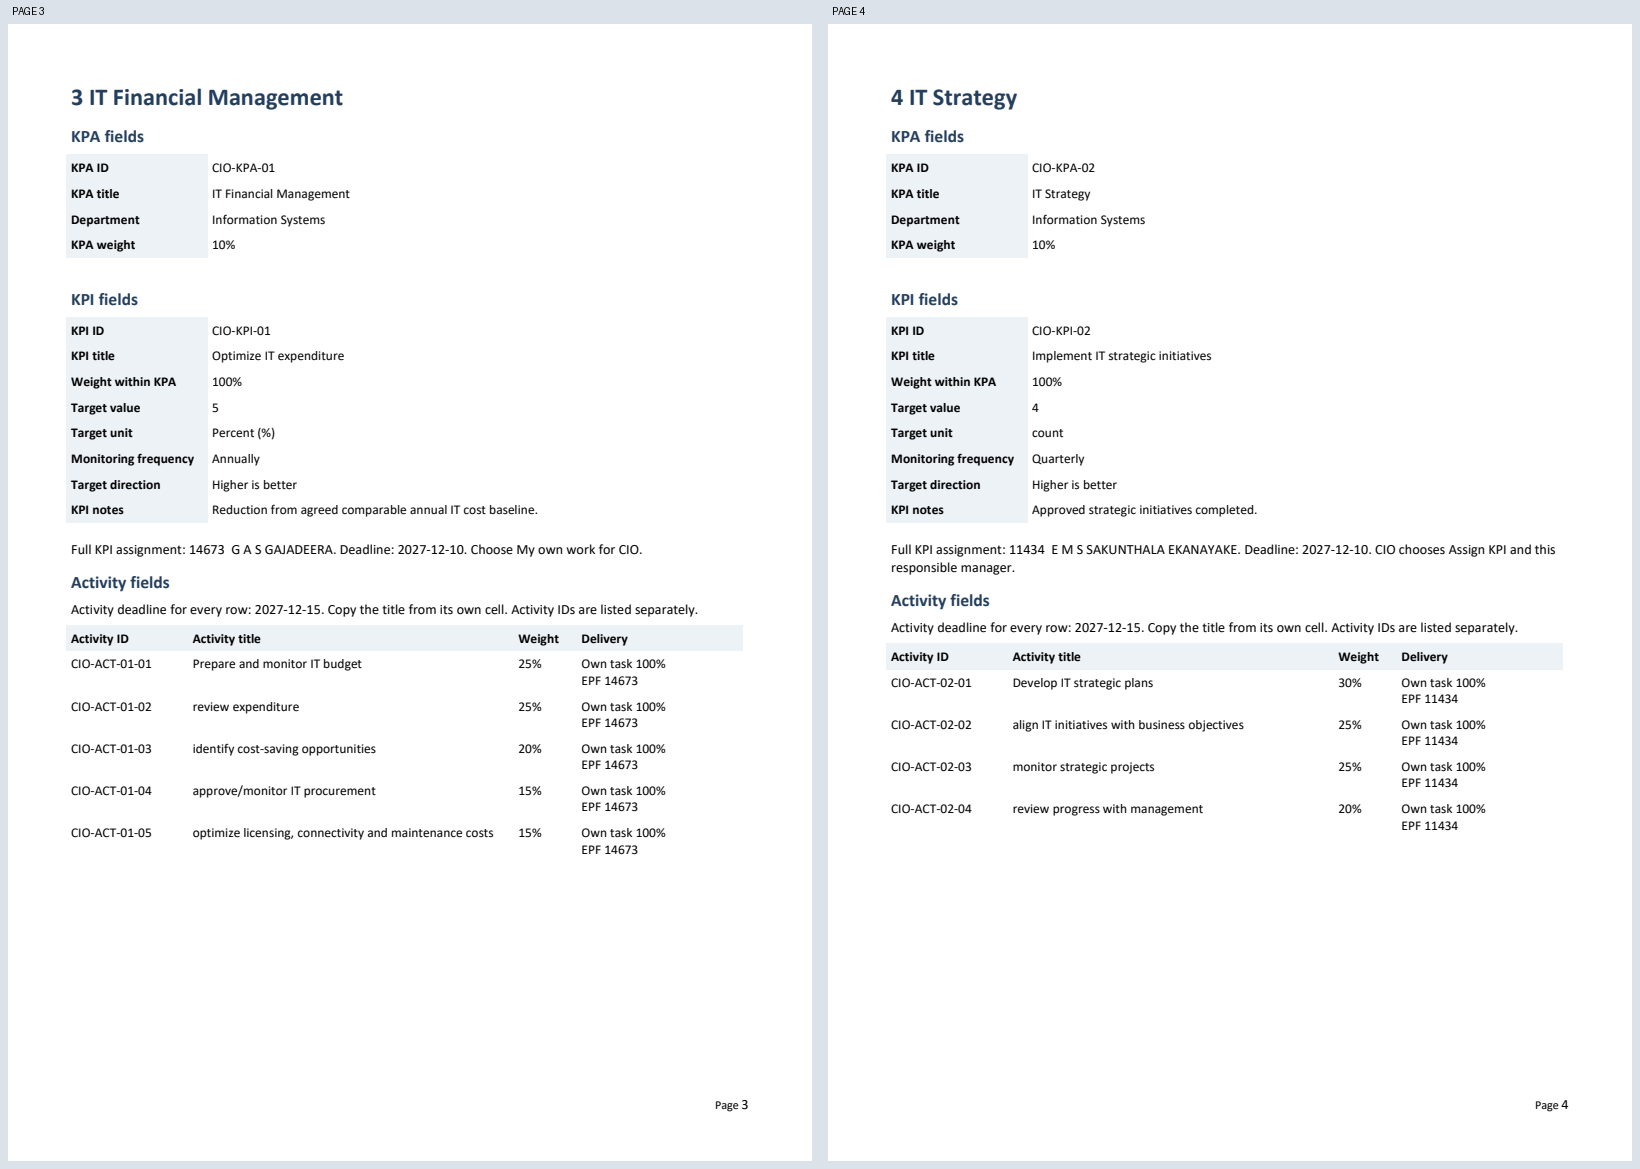 PAGE 3
3 IT Financial Management
KPA fields
KPA ID CIO-KPA-01
KPA title IT Financial Management
Department Information Systems
KPA weight 10%
KPI fields
KPI ID CIO-KPI-01
KPI title Optimize IT expenditure
Weight within KPA 100%
Target value 5
Target unit Percent (%)
Monitoring frequency Annually
Target direction Higher is better
KPI notes Reduction from agreed comparable annual IT cost baseline.
Full KPI assignment: 14673  G A S GAJADEERA. Deadline: 2027-12-10. Choose My own work for CIO.
Activity fields
Activity deadline for every row: 2027-12-15. Copy the title from its own cell. Activity IDs are listed separately.
Activity ID Activity title Weight Delivery
CIO-ACT-01-01 Prepare and monitor IT budget 25% Own task 100%
EPF 14673
CIO-ACT-01-02 review expenditure 25% Own task 100%
EPF 14673
CIO-ACT-01-03 identify cost-saving opportunities 20% Own task 100%
EPF 14673
CIO-ACT-01-04 approve/monitor IT procurement 15% Own task 100%
EPF 14673
CIO-ACT-01-05 optimize licensing, connectivity and maintenance costs 15% Own task 100%
EPF 14673
Page 3
PAGE 4
4 IT Strategy
KPA fields
KPA ID CIO-KPA-02
KPA title IT Strategy
Department Information Systems
KPA weight 10%
KPI fields
KPI ID CIO-KPI-02
KPI title Implement IT strategic initiatives
Weight within KPA 100%
Target value 4
Target unit count
Monitoring frequency Quarterly
Target direction Higher is better
KPI notes Approved strategic initiatives completed.
Full KPI assignment: 11434  E M S SAKUNTHALA EKANAYAKE. Deadline: 2027-12-10. CIO chooses Assign KPI and this
responsible manager.
Activity fields
Activity deadline for every row: 2027-12-15. Copy the title from its own cell. Activity IDs are listed separately.
Activity ID Activity title Weight Delivery
CIO-ACT-02-01 Develop IT strategic plans 30% Own task 100%
EPF 11434
CIO-ACT-02-02 align IT initiatives with business objectives 25% Own task 100%
EPF 11434
CIO-ACT-02-03 monitor strategic projects 25% Own task 100%
EPF 11434
CIO-ACT-02-04 review progress with management 20% Own task 100%
EPF 11434
Page 4